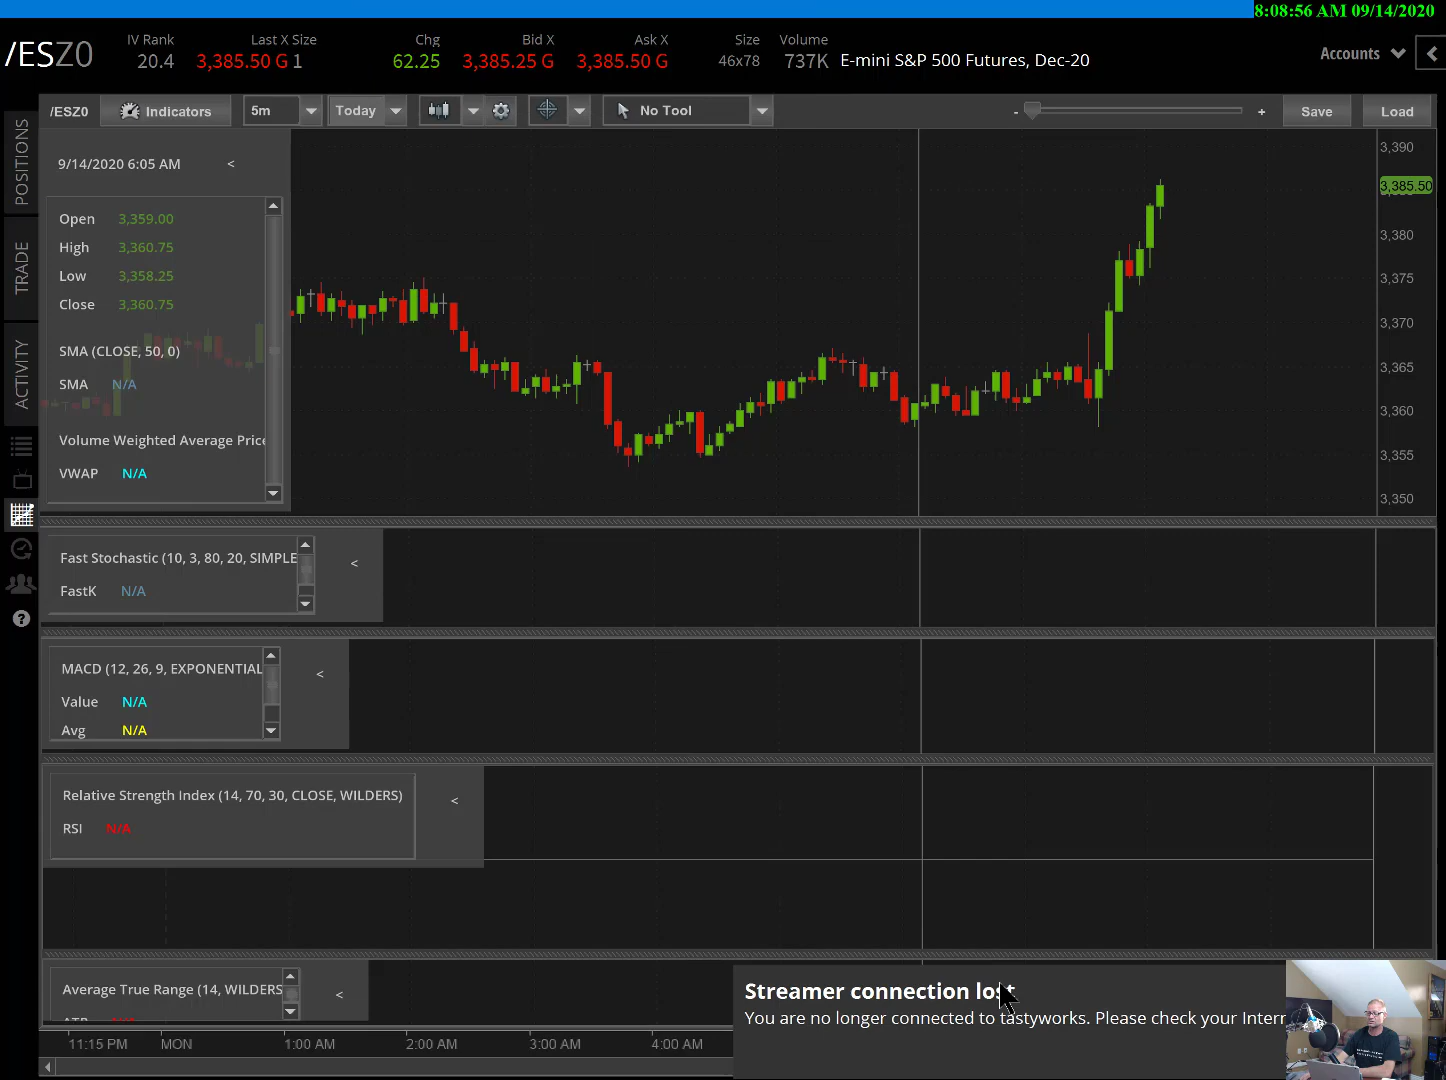 8:08:56 AM 09/14/2020
/ESZ0
IV Rank
20.4
Last X Size
3,385.50 G 1
Chg
62.25
Bid X
3,385.25 G
Ask X
3,385.50 G
Size
46x78
Volume
737K
E-mini S&P 500 Futures, Dec-20
Accounts
<
/ESZ0
Indicators
5m
Today
No Tool
-
+
Save
Load
POSITIONS
TRADE
ACTIVITY
?
9/14/2020 6:05 AM
<
Open 3,359.00
High 3,360.75
Low 3,358.25
Close 3,360.75
SMA (CLOSE, 50, 0)
SMA N/A
Volume Weighted Average Price
VWAP N/A
3,390
3,385.50
3,380
3,375
3,370
3,365
3,360
3,355
3,350
Fast Stochastic (10, 3, 80, 20, SIMPLE
<
FastK N/A
MACD (12, 26, 9, EXPONENTIAL
<
Value N/A
Avg N/A
Relative Strength Index (14, 70, 30, CLOSE, WILDERS)
<
RSI N/A
Average True Range (14, WILDERS
<
Streamer connection lost
You are no longer connected to tastyworks. Please check your Intern
11:15 PM
MON
1:00 AM
2:00 AM
3:00 AM
4:00 AM